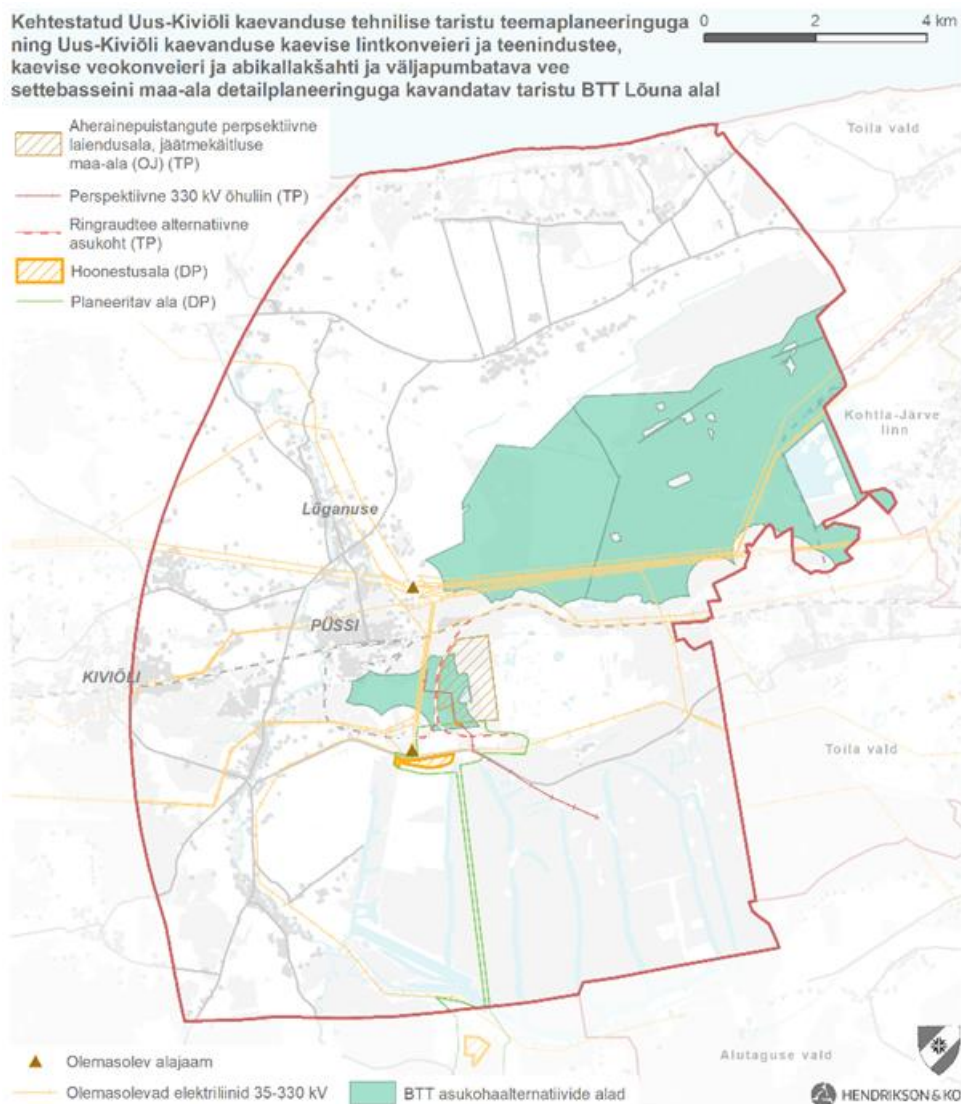 Kehtestatud Uus-Kiviõli kaevanduse tehnilise taristu teemaplaneeringuga
ning Uus-Kiviõli kaevanduse kaevise lintkonveieri ja teenindustee,
kaevise veokonveieri ja abikallakšahti ja väljapumbatava vee
settebasseini maa-ala detailplaneeringuga kavandatav taristu BTT Lõuna alal
0 2 4 km
Aherainepuistangute perpsektiivne
laiendusala, jäätmekäitluse
maa-ala (OJ) (TP)
Perspektiivne 330 kV õhuliin (TP)
Ringraudtee alternatiivne
asukoht (TP)
Hoonestusala (DP)
Planeeritav ala (DP)
Toila vald
Kohtla-Järve
linn
Lüganuse
PÜSSI
KIVIÕLI
Toila vald
Alutaguse vald
Olemasolev alajaam
Olemasolevad elektriliinid 35-330 kV
BTT asukohaalternatiivide alad
HENDRIKSON & KO